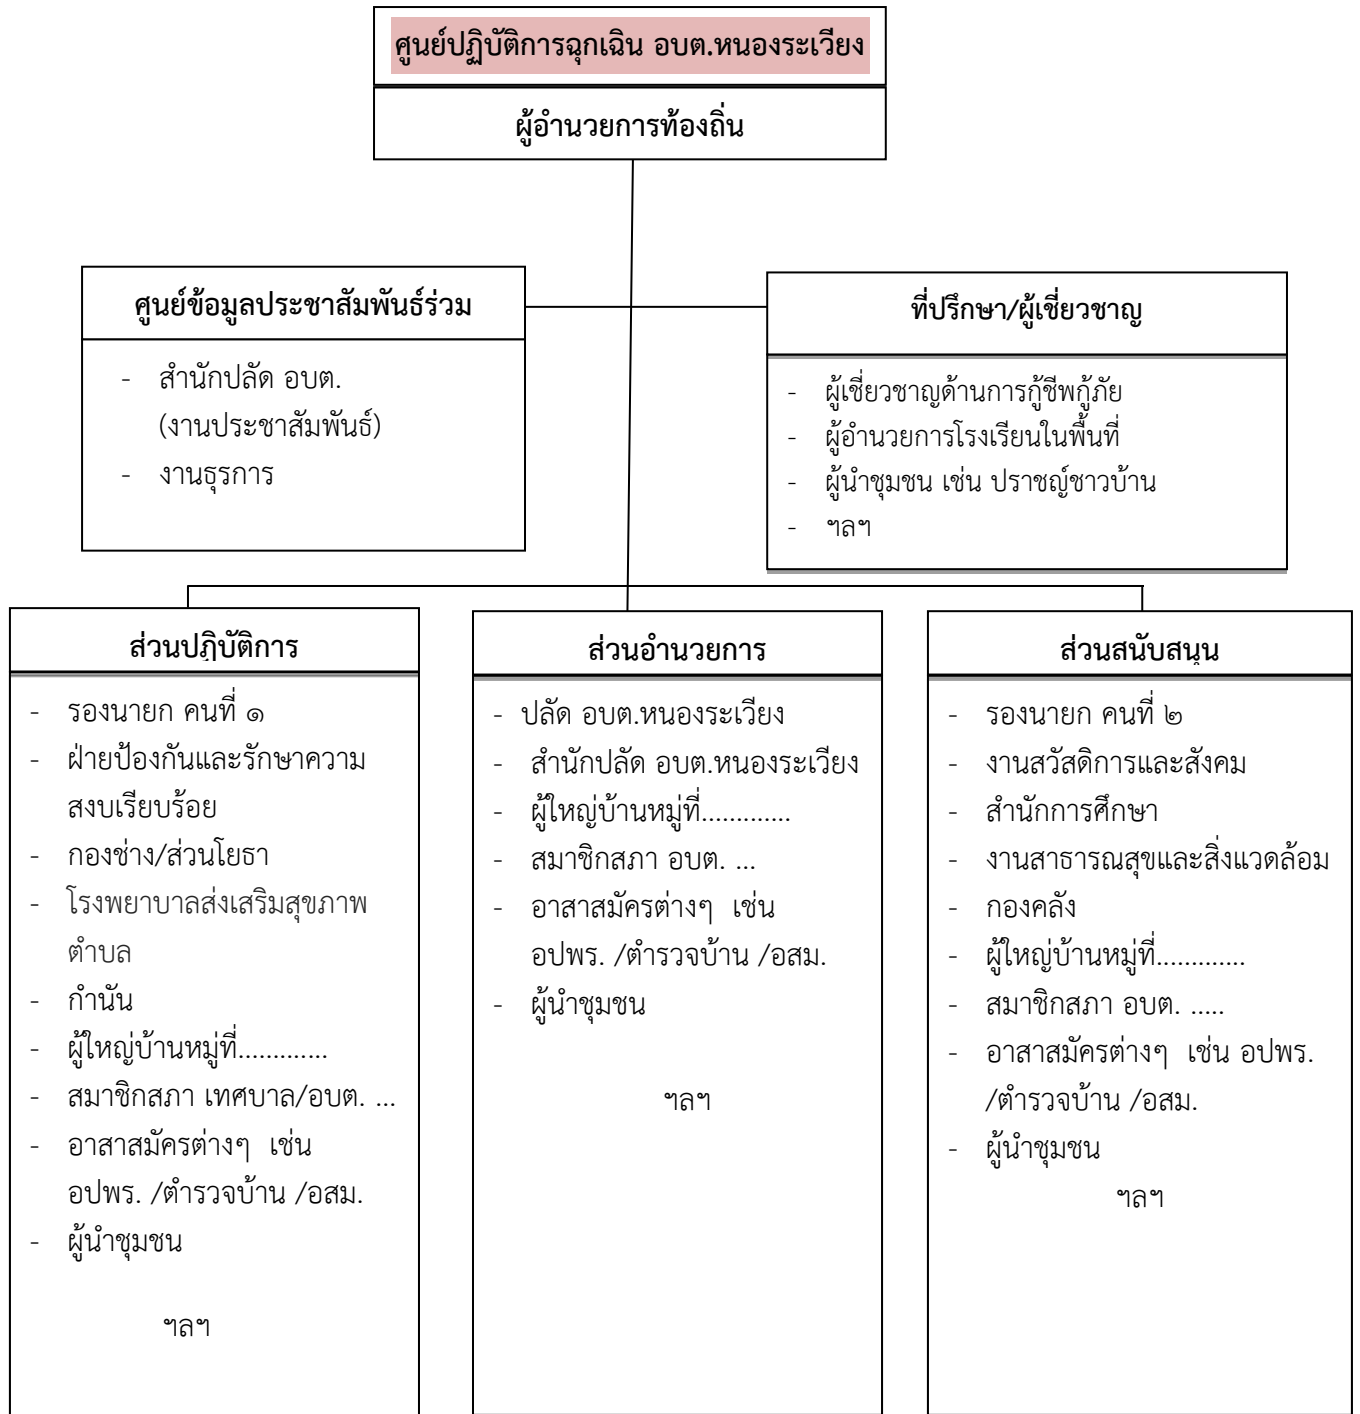 ศูนย์ปฏิบัติการฉุกเฉิน อบต.หนองระเวียง
ผู้อำนวยการท้องถิ่น
ศูนย์ข้อมูลประชาสัมพันธ์ร่วม
- สำนักปลัด อบต.
(งานประชาสัมพันธ์)
- งานธุรการ
ที่ปรึกษา/ผู้เชี่ยวชาญ
- ผู้เชี่ยวชาญด้านการกู้ชีพกู้ภัย
- ผู้อำนวยการโรงเรียนในพื้นที่
- ผู้นำชุมชน เช่น ปราชญ์ชาวบ้าน
- ฯลฯ
ส่วนปฏิบัติการ
- รองนายก คนที่ ๑
- ฝ่ายป้องกันและรักษาความ
สงบเรียบร้อย
- กองช่าง/ส่วนโยธา
- โรงพยาบาลส่งเสริมสุขภาพ
ตำบล
- กำนัน
- ผู้ใหญ่บ้านหมู่ที่.............
- สมาชิกสภา เทศบาล/อบต. ...
- อาสาสมัครต่างๆ เช่น
อปพร. /ตำรวจบ้าน /อสม.
- ผู้นำชุมชน
ฯลฯ
ส่วนอำนวยการ
- ปลัด อบต.หนองระเวียง
- สำนักปลัด อบต.หนองระเวียง
- ผู้ใหญ่บ้านหมู่ที่.............
- สมาชิกสภา อบต. ...
- อาสาสมัครต่างๆ เช่น
อปพร. /ตำรวจบ้าน /อสม.
- ผู้นำชุมชน
ฯลฯ
ส่วนสนับสนุน
- รองนายก คนที่ ๒
- งานสวัสดิการและสังคม
- สำนักการศึกษา
- งานสาธารณสุขและสิ่งแวดล้อม
- กองคลัง
- ผู้ใหญ่บ้านหมู่ที่.............
- สมาชิกสภา อบต. .....
- อาสาสมัครต่างๆ เช่น อปพร.
/ตำรวจบ้าน /อสม.
- ผู้นำชุมชน
ฯลฯ